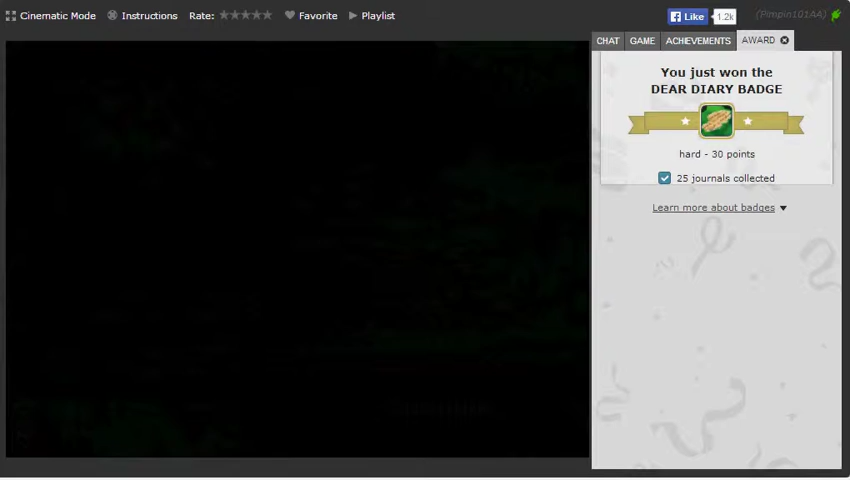 Cinematic Mode Instructions Rate: Favorite Playlist Like 1.2k (Pimpin101AA)
CHAT GAME ACHIEVEMENTS AWARD
You just won the
DEAR DIARY BADGE
hard - 30 points
25 journals collected
Learn more about badges